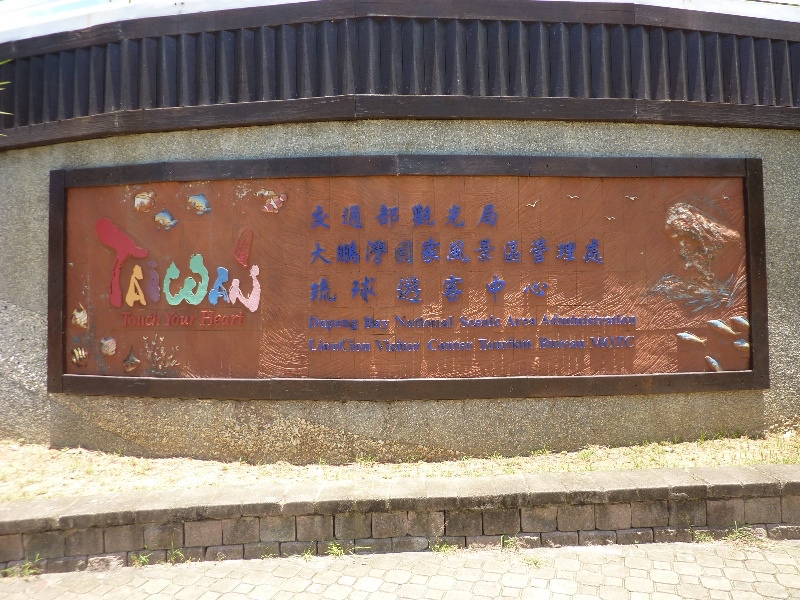 TAIWAN
Touch Your Heart
交通部觀光局
大鵬灣國家風景區管理處
琉球遊客中心
Dapeng Bay National Scenic Area Administration
LiouCiou Visitor Center Tourism Bureau MOTC